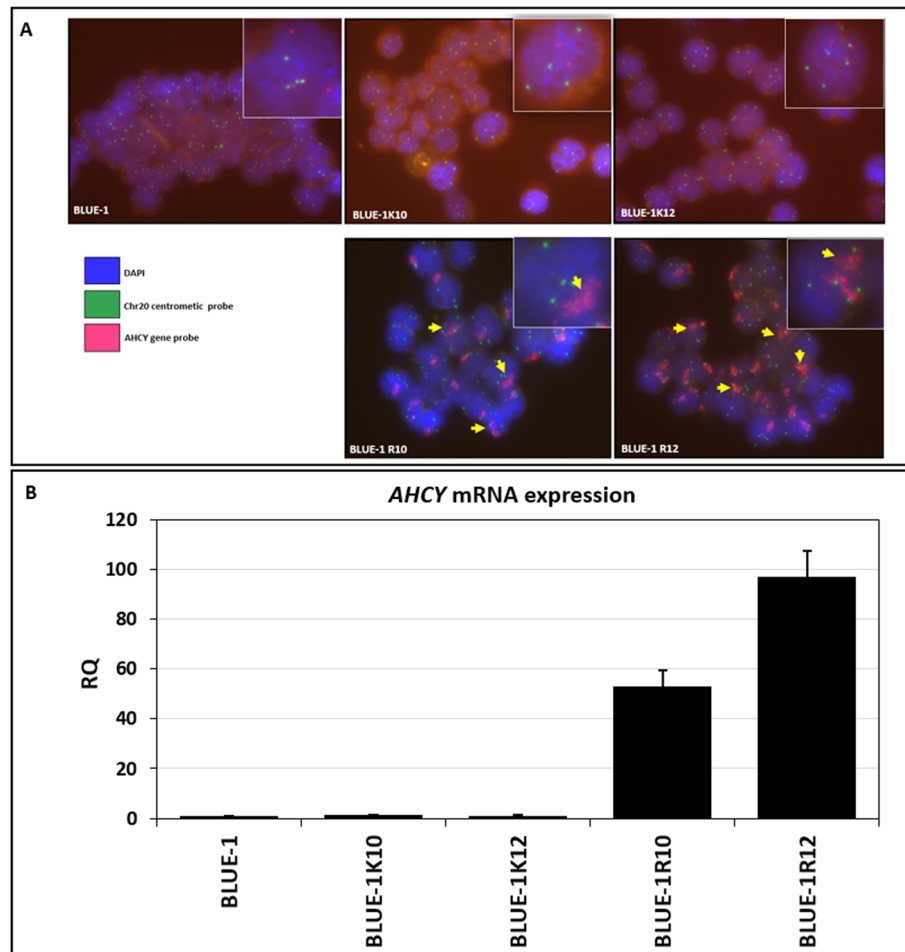 A
BLUE-1
BLUE-1K10
BLUE-1K12
DAPI
Chr20 centrometic probe
AHCY gene probe
BLUE-1 R10
BLUE-1 R12
B
AHCY mRNA expression
120
100
80
60
40
20
0
RQ
BLUE-1
BLUE-1K10
BLUE-1K12
BLUE-1R10
BLUE-1R12